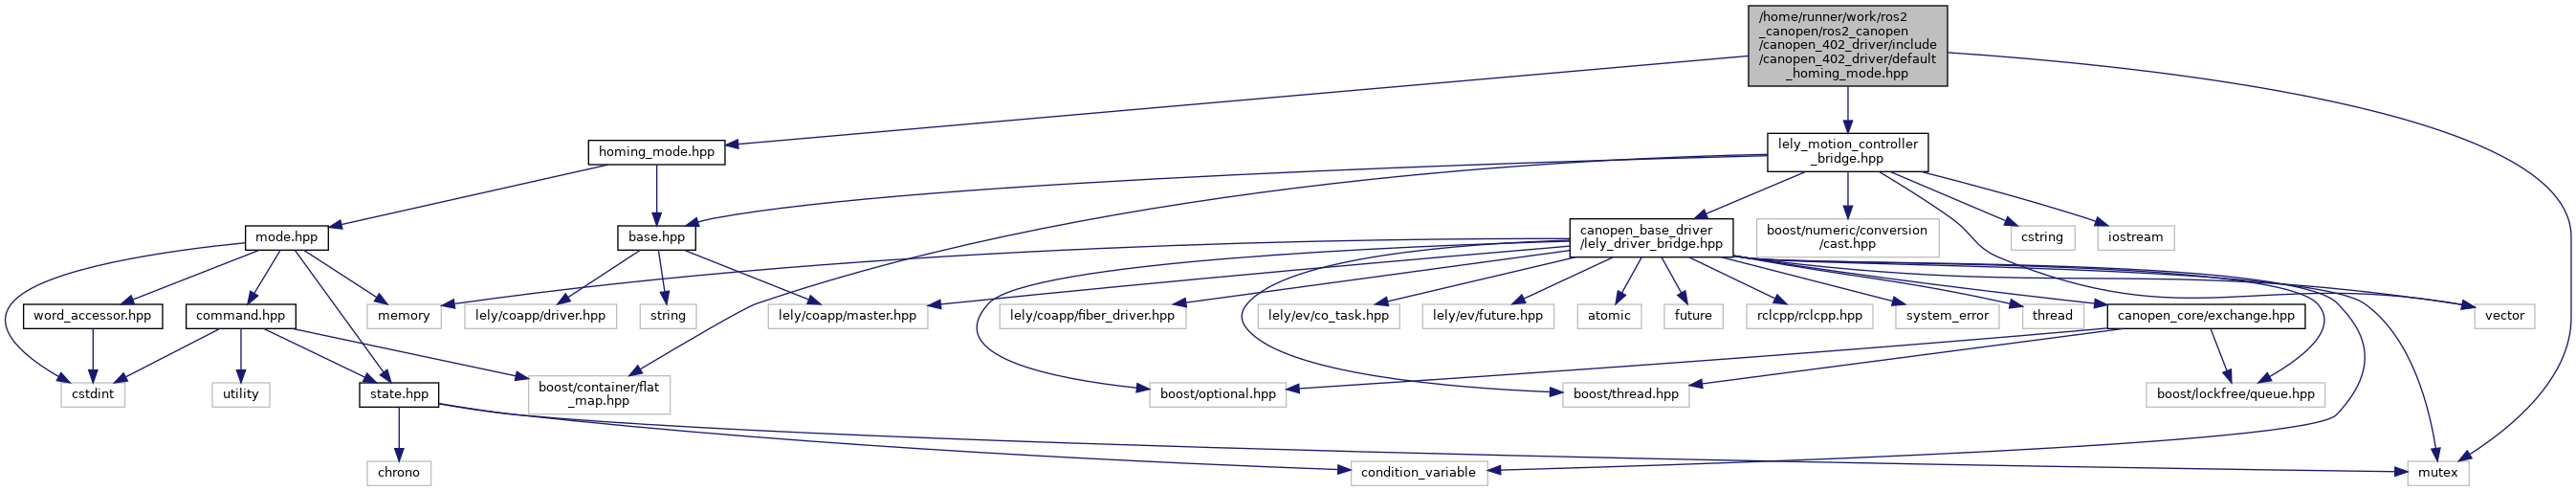 /home/runner/work/ros2
_canopen/ros2_canopen
/canopen_402_driver/include
/canopen_402_driver/default
_homing_mode.hpp
homing_mode.hpp
lely_motion_controller
_bridge.hpp
mode.hpp
base.hpp
canopen_base_driver
/lely_driver_bridge.hpp
boost/numeric/conversion
/cast.hpp
cstring
iostream
word_accessor.hpp
command.hpp
memory
lely/coapp/driver.hpp
string
lely/coapp/master.hpp
lely/coapp/fiber_driver.hpp
lely/ev/co_task.hpp
lely/ev/future.hpp
atomic
future
rclcpp/rclcpp.hpp
system_error
thread
canopen_core/exchange.hpp
vector
cstdint
utility
state.hpp
boost/container/flat
_map.hpp
boost/optional.hpp
boost/thread.hpp
boost/lockfree/queue.hpp
chrono
condition_variable
mutex